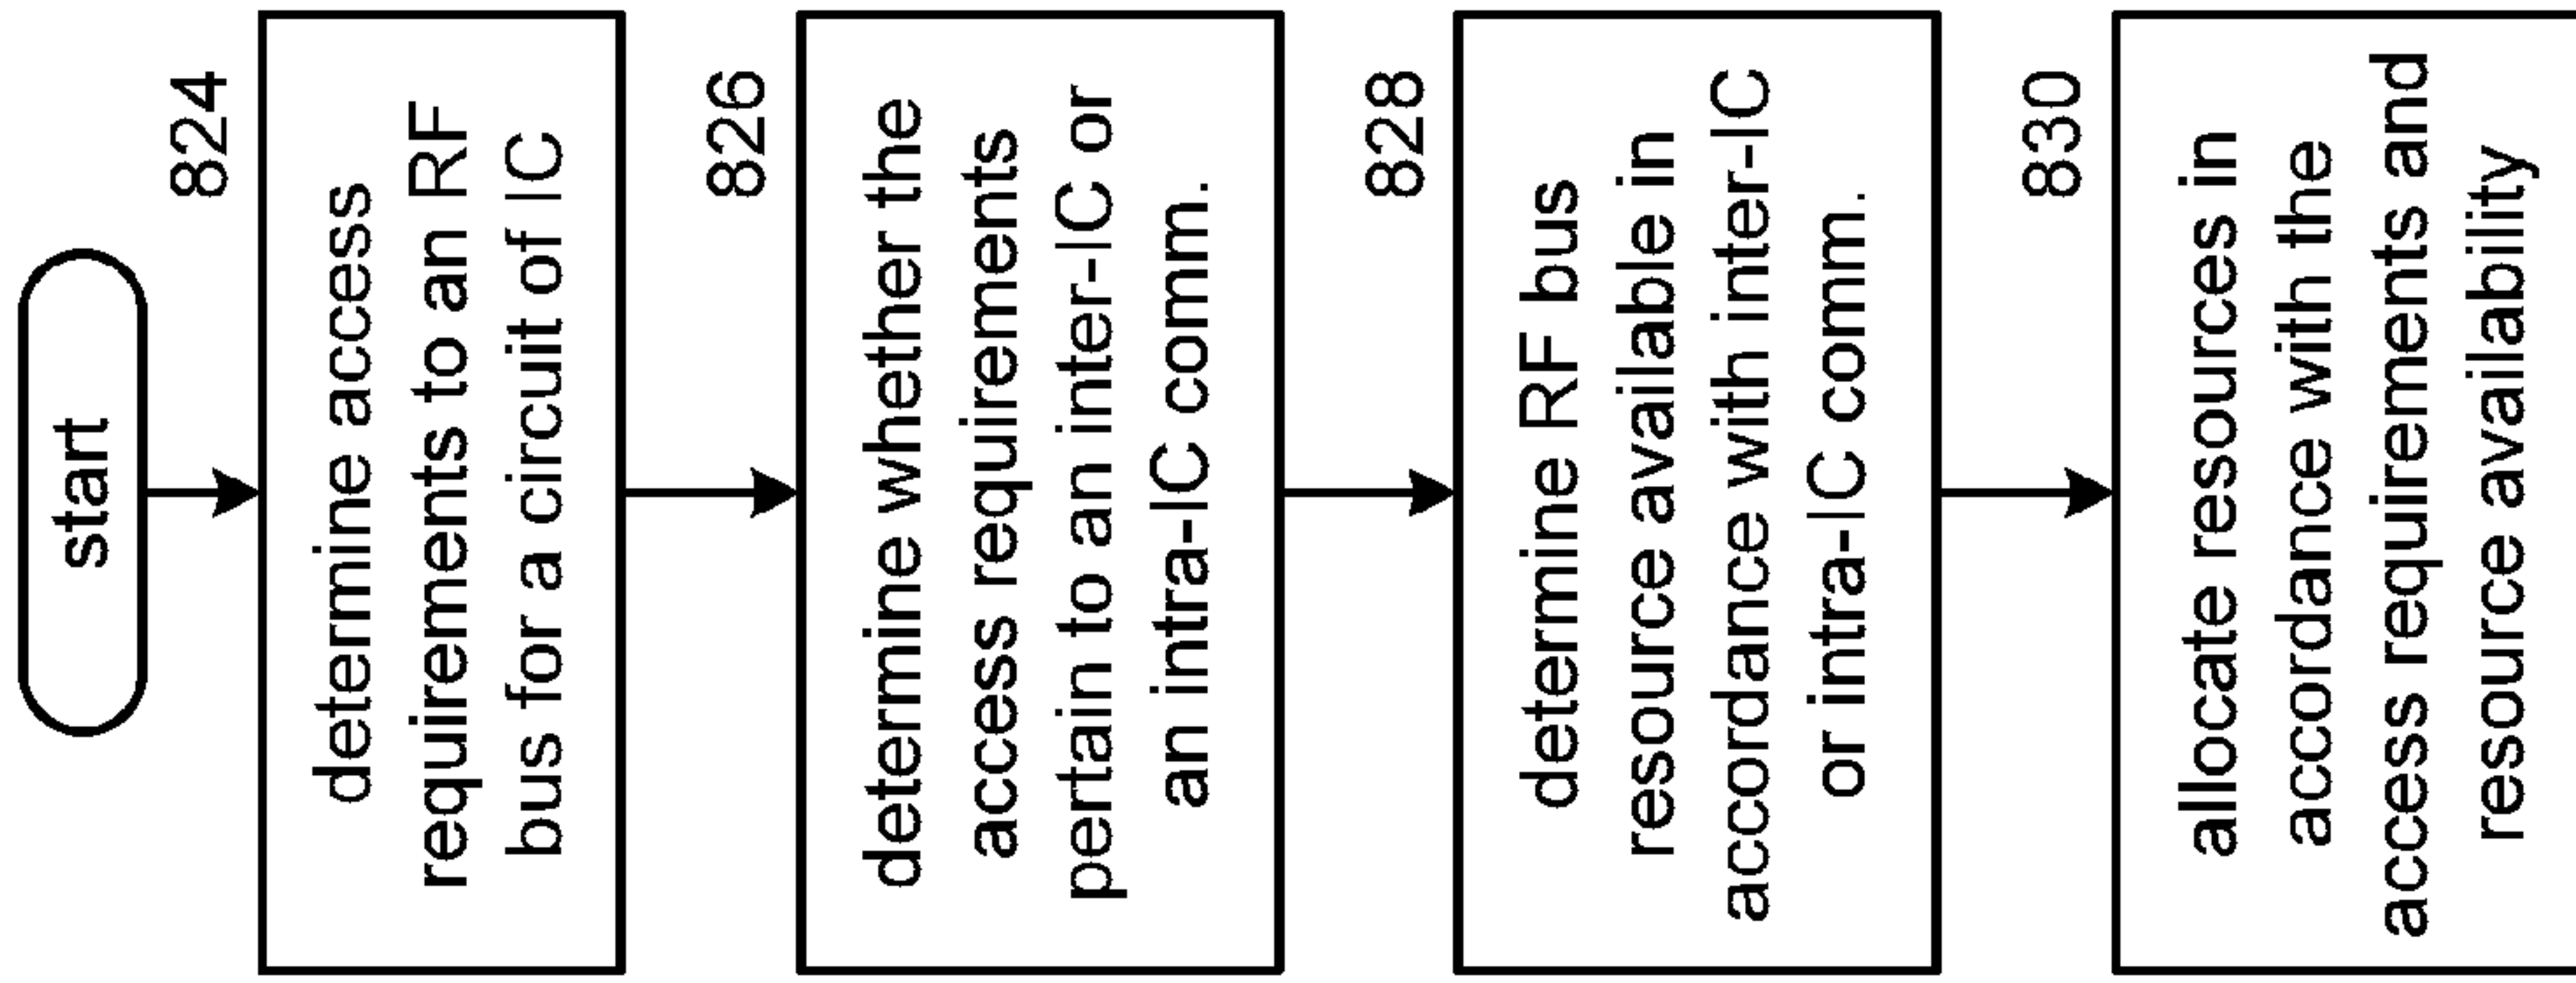 start
824
determine access
requirements to an RF
bus for a circuit of IC
826
determine whether the
access requirements
pertain to an inter-IC or
an intra-IC comm.
828
determine RF bus
resource available in
accordance with inter-IC
or intra-IC comm.
830
allocate resources in
accordance with the
access requirements and
resource availability